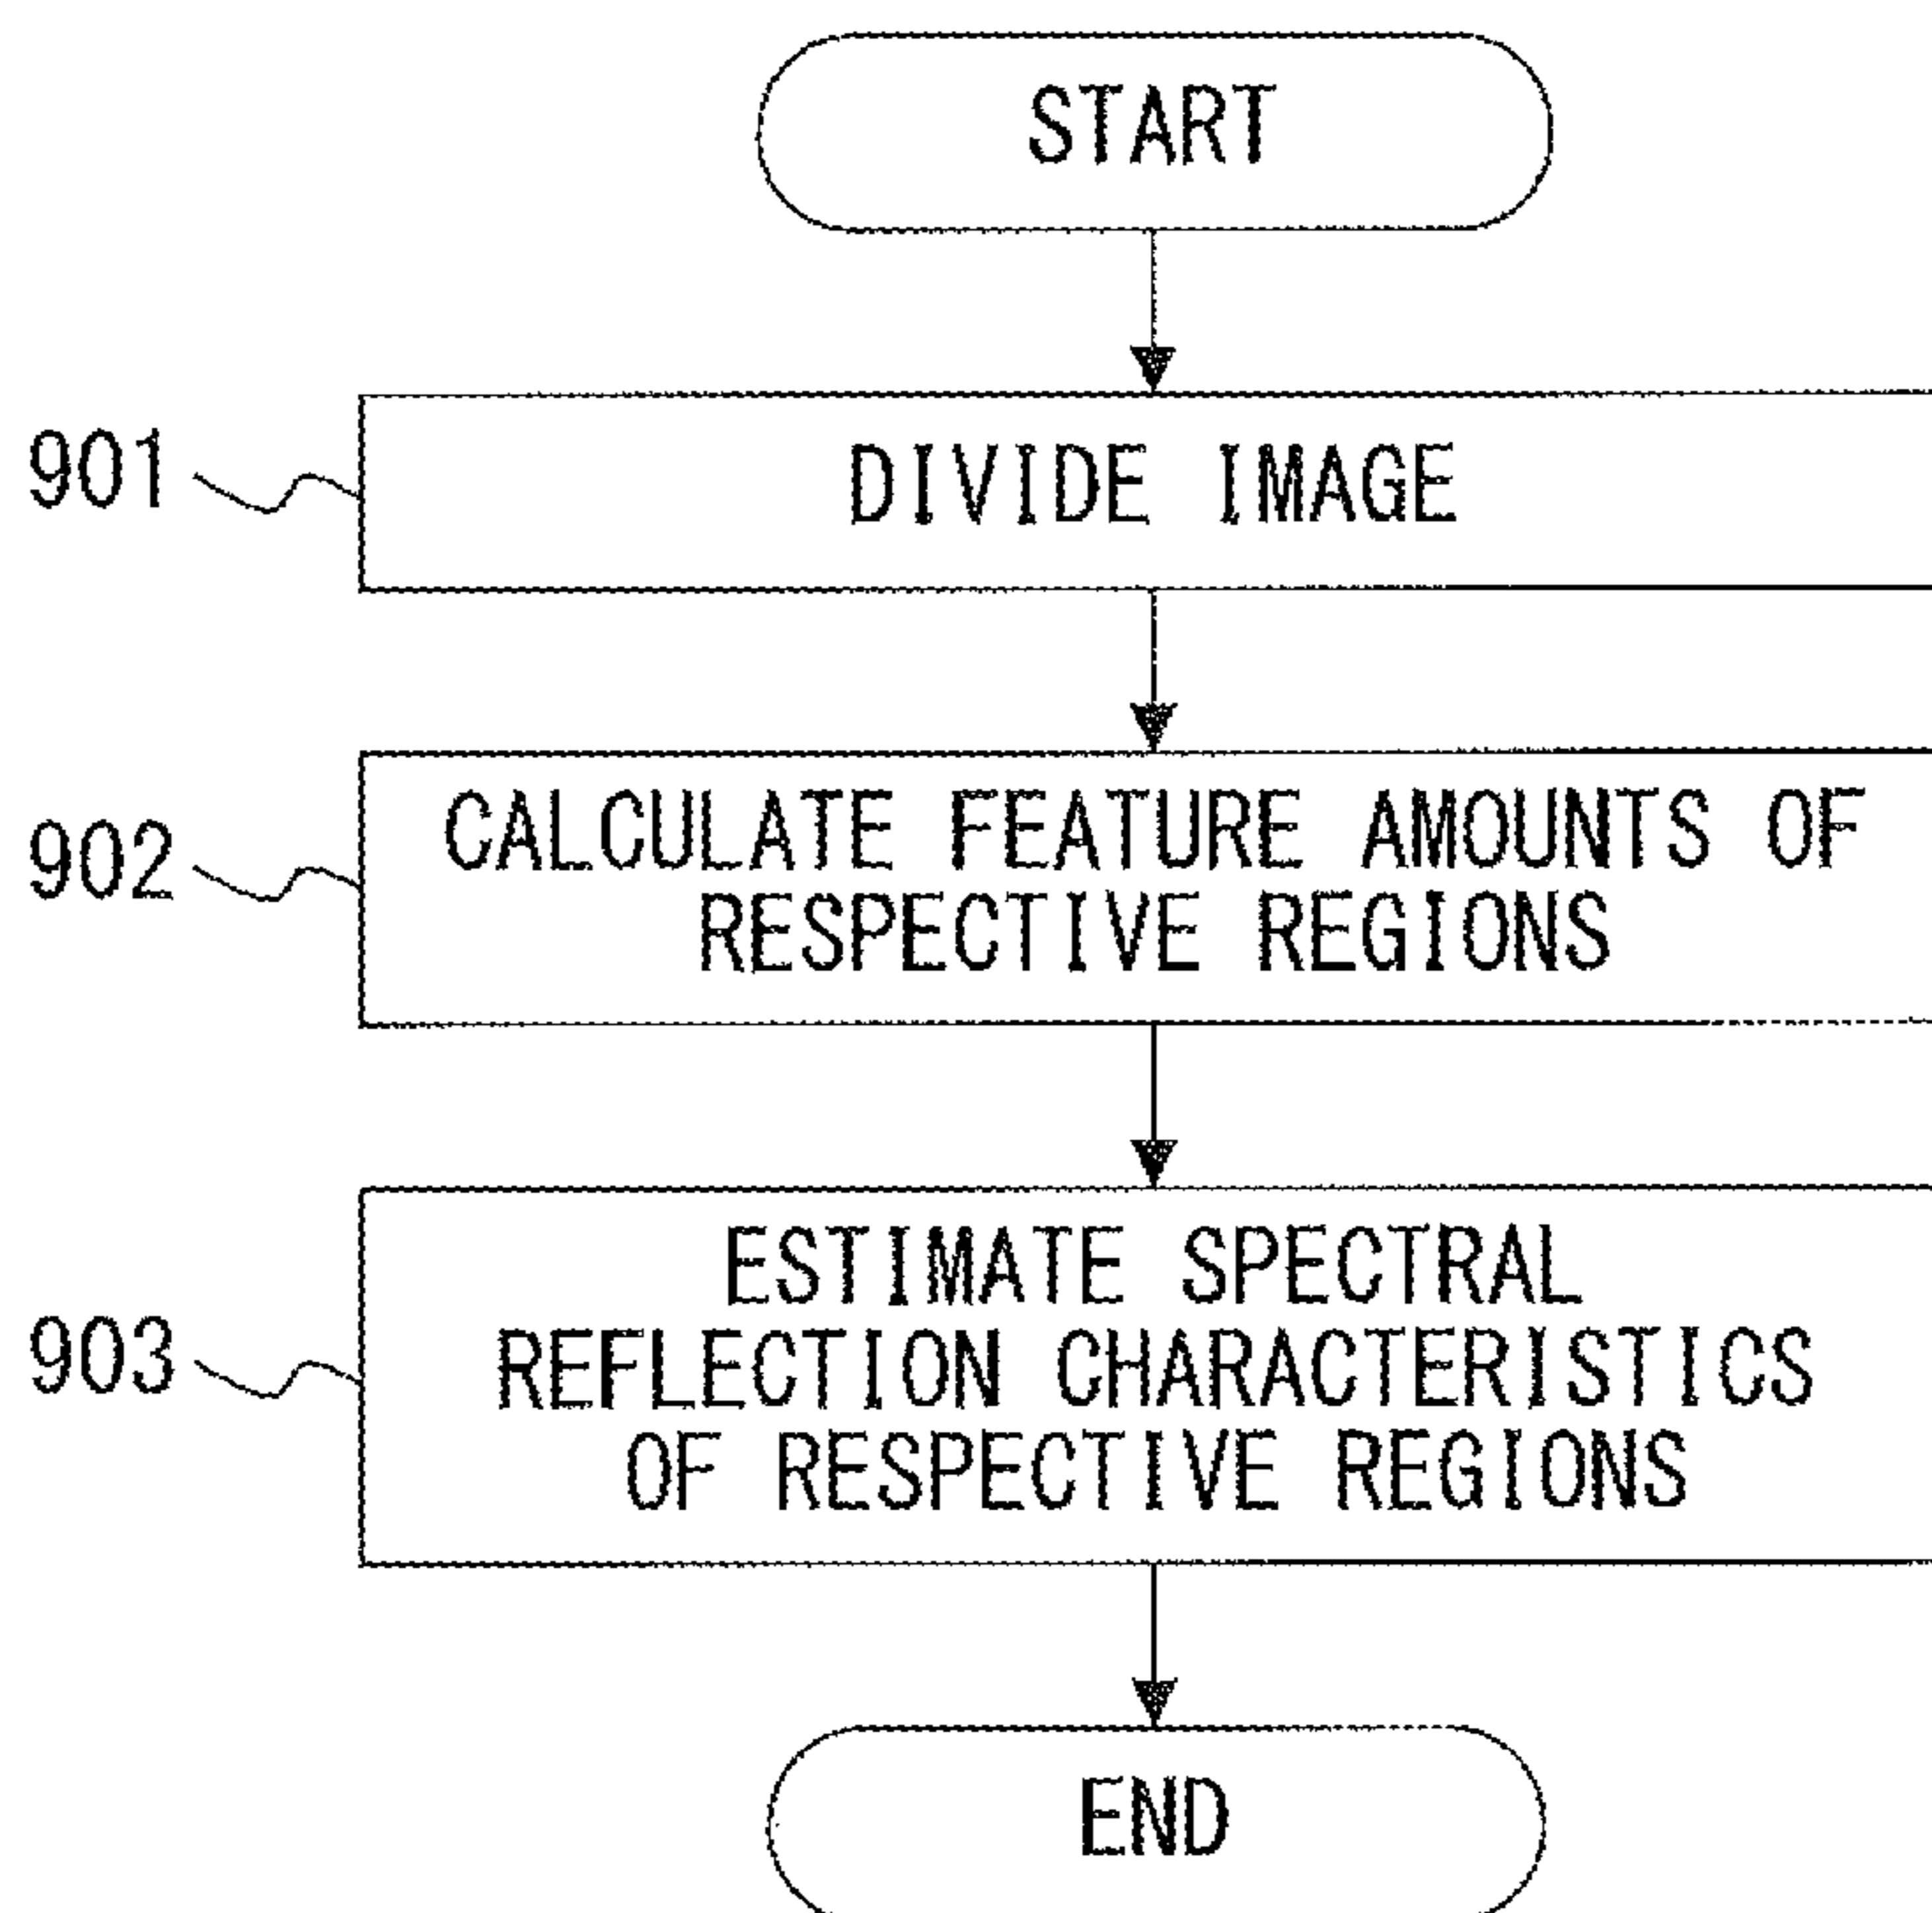 START
901
DIVIDE IMAGE
902
CALCULATE FEATURE AMOUNTS OF
RESPECTIVE REGIONS
903
ESTIMATE SPECTRAL
REFLECTION CHARACTERISTICS
OF RESPECTIVE REGIONS
END